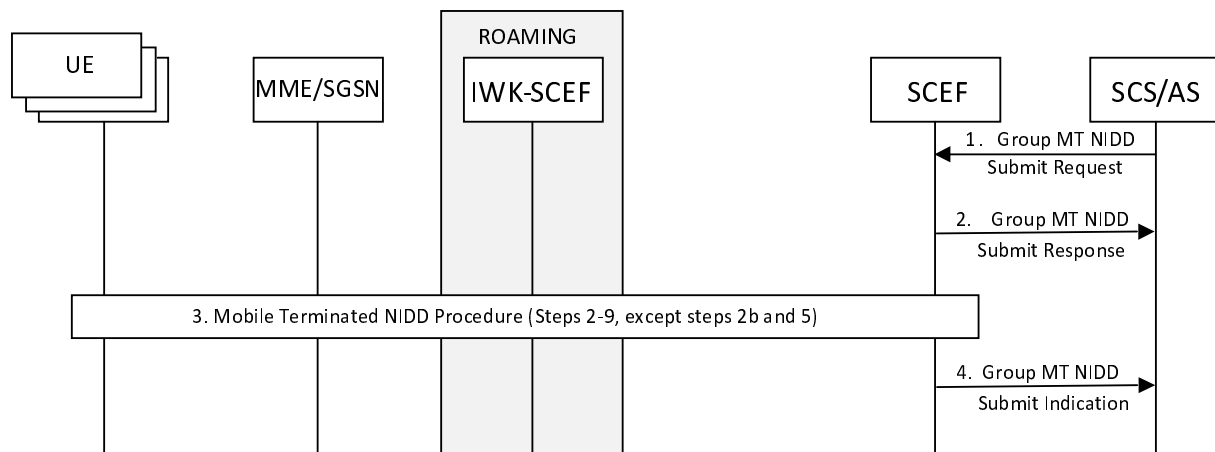 ROAMING
UE
MME/SGSN
IWK-SCEF
SCEF
SCS/AS
1. Group MT NIDD
Submit Request
2. Group MT NIDD
Submit Response
3. Mobile Terminated NIDD Procedure (Steps 2-9, except steps 2b and 5)
4. Group MT NIDD
Submit Indication